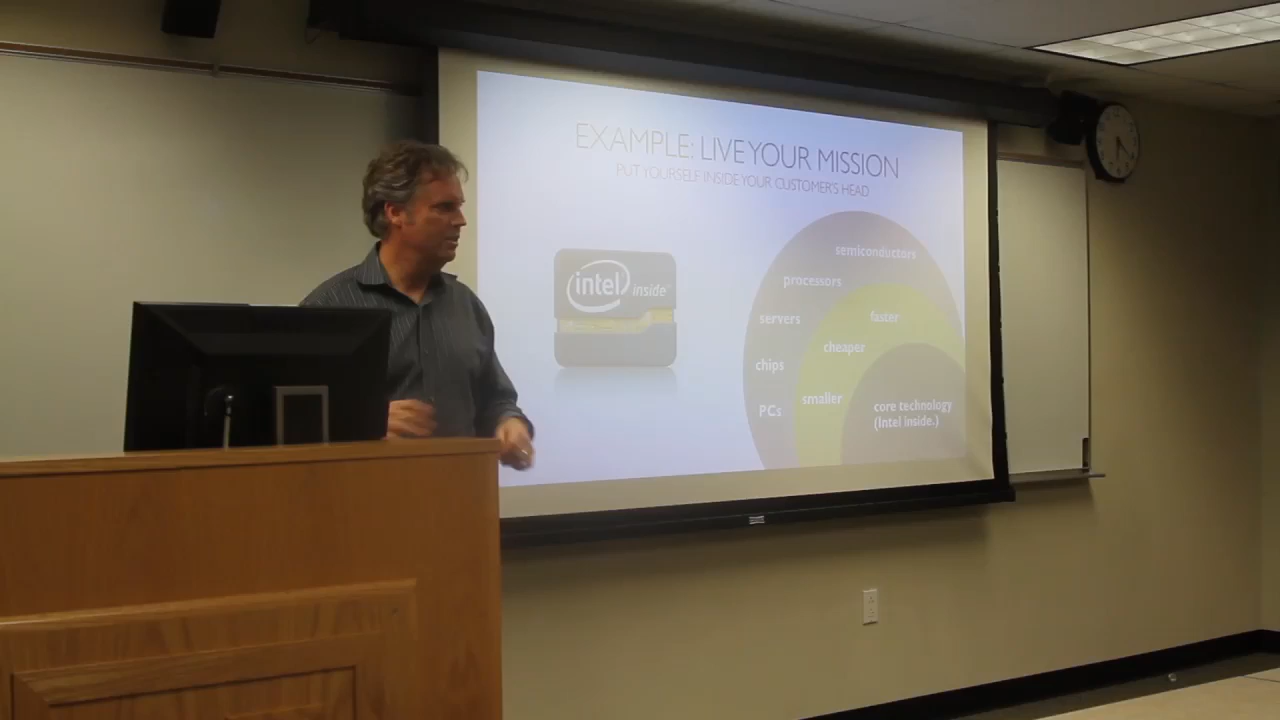 EXAMPLE: LIVE YOUR MISSION
PUT YOURSELF INSIDE YOUR CUSTOMER'S HEAD
intel inside
semiconductors
processors
servers
faster
cheaper
chips
smaller
PCs
core technology
(Intel Inside.)